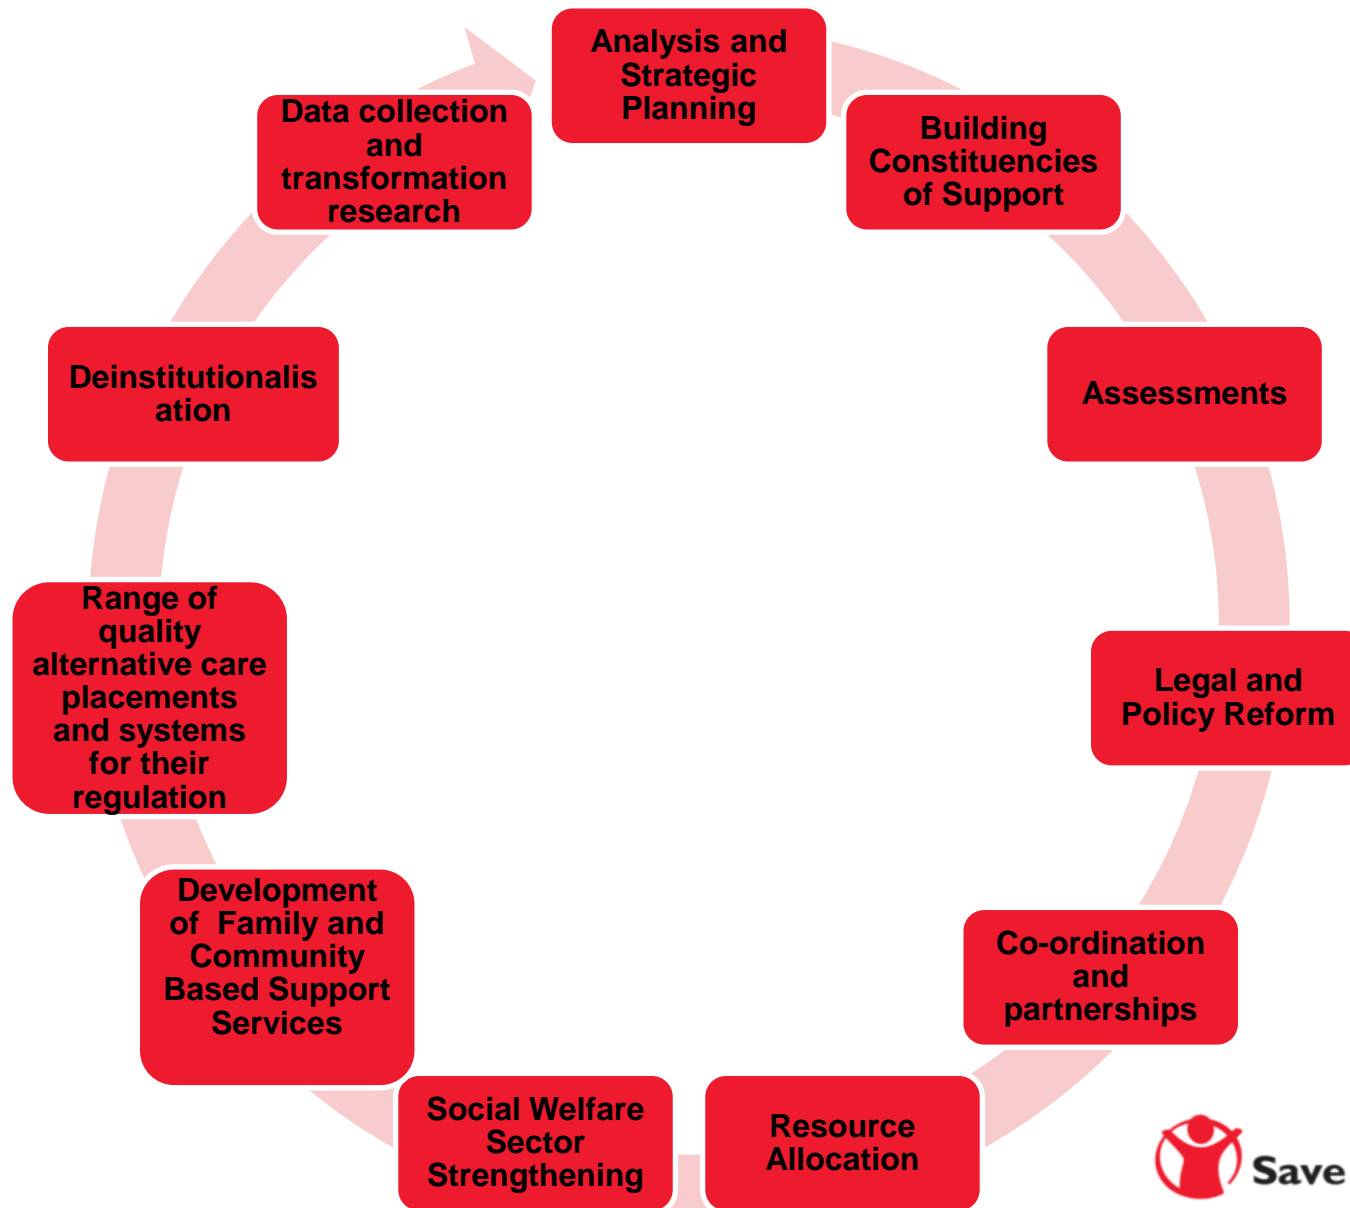 Analysis and
Strategic
Planning
Building
Constituencies
of Support
Assessments
Legal and
Policy Reform
Co-ordination
and
partnerships
Resource
Allocation
Social Welfare
Sector
Strengthening
Development
of  Family and
Community
Based Support
Services
Range of
quality
alternative care
placements
and systems
for their
regulation
Deinstitutionalis
ation
Data collection
and
transformation
research
Save